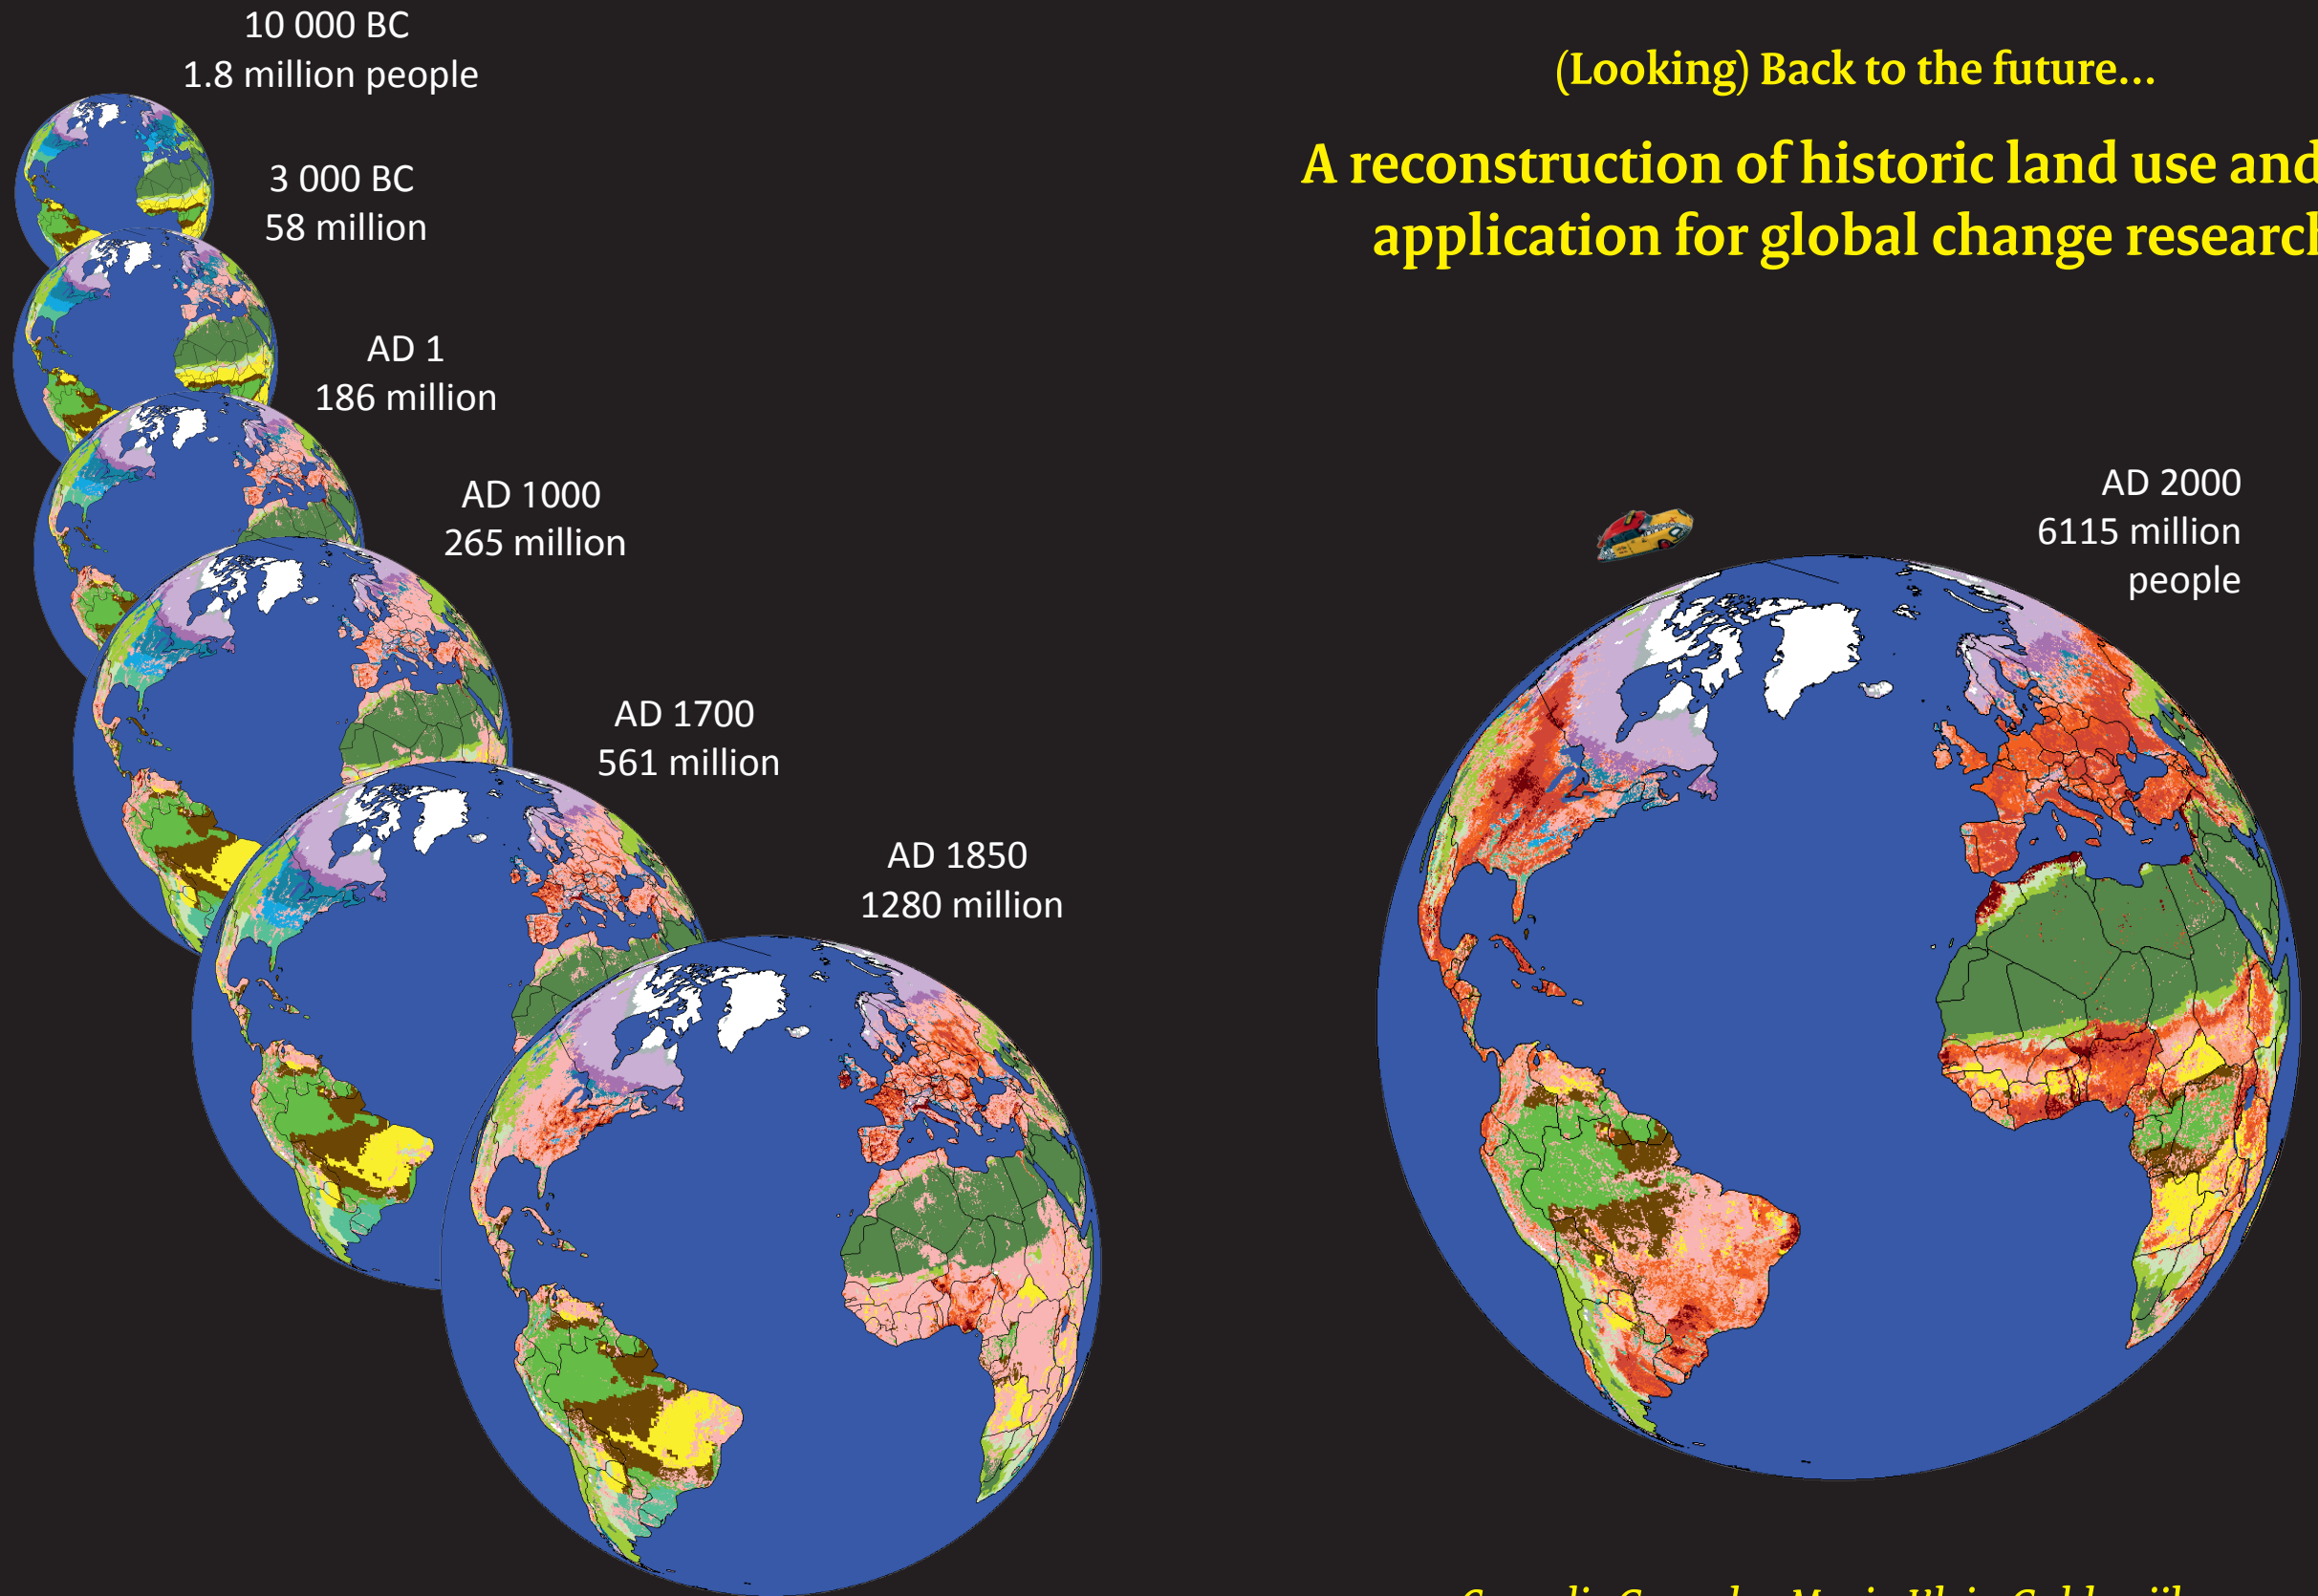 10 000 BC
1.8 million people
3 000 BC
58 million
AD 1
186 million
AD 1000
265 million
AD 1700
561 million
AD 1850
1280 million
(Looking) Back to the future...
A reconstruction of historic land use and
application for global change research
AD 2000
6115 million
people